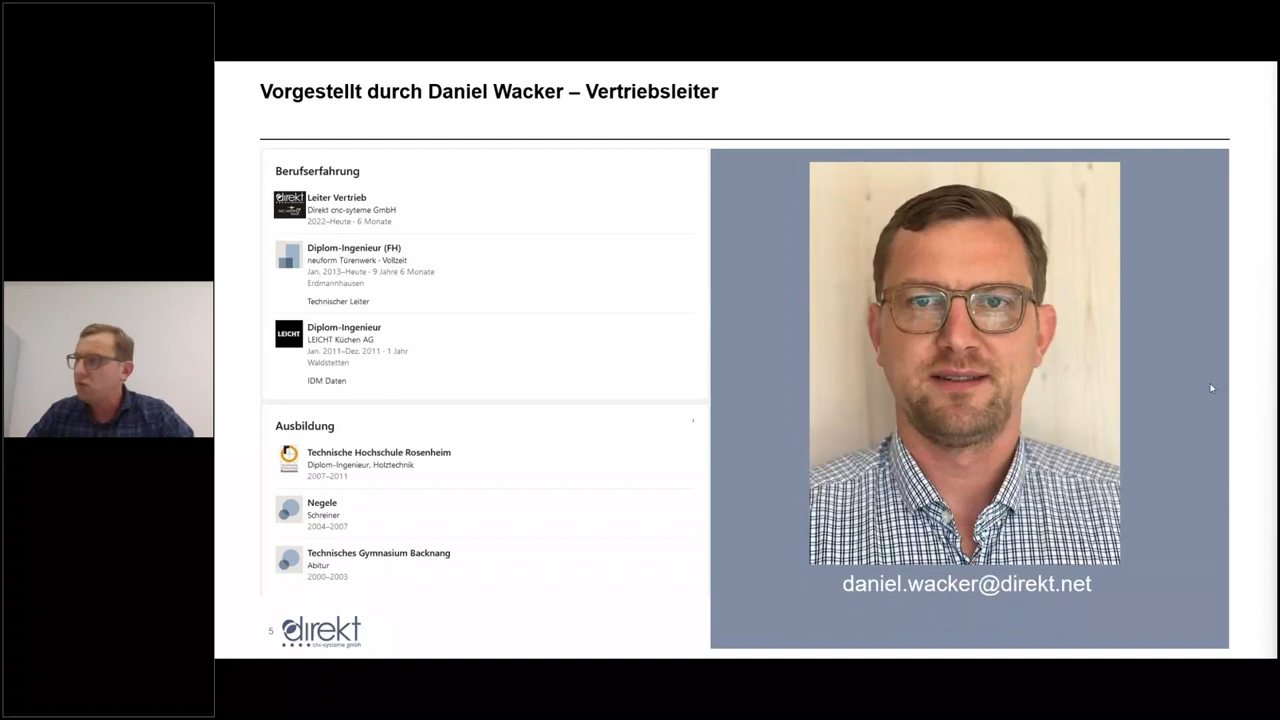 Vorgestellt durch Daniel Wacker – Vertriebsleiter
Berufserfahrung
direkt
Leiter Vertrieb
Direkt cnc-syteme GmbH
2022–Heute · 6 Monate
Diplom-Ingenieur (FH)
neuform Türenwerk · Vollzeit
Jan. 2013–Heute · 9 Jahre 6 Monate
Erdmannhausen
Technischer Leiter
LEICHT
Diplom-Ingenieur
LEICHT Küchen AG
Jan. 2011–Dez. 2011 · 1 Jahr
Waldstetten
IDM Daten
Ausbildung
Technische Hochschule Rosenheim
Diplom-Ingenieur, Holztechnik
2007–2011
Negele
Schreiner
2004–2007
Technisches Gymnasium Backnang
Abitur
2000–2003
daniel.wacker@direkt.net
5
direkt
cnc-systeme gmbh